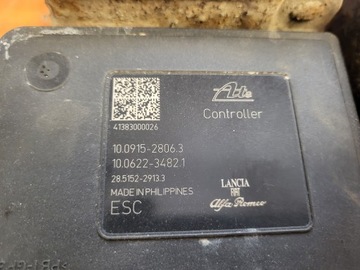 Ate
Controller
41383000026
10.0915-2806.3
10.0622-3482.1
28.5152-2913.3
MADE IN PHILIPPINES
ESC
LANCIA
FIAT
Alfa Romeo